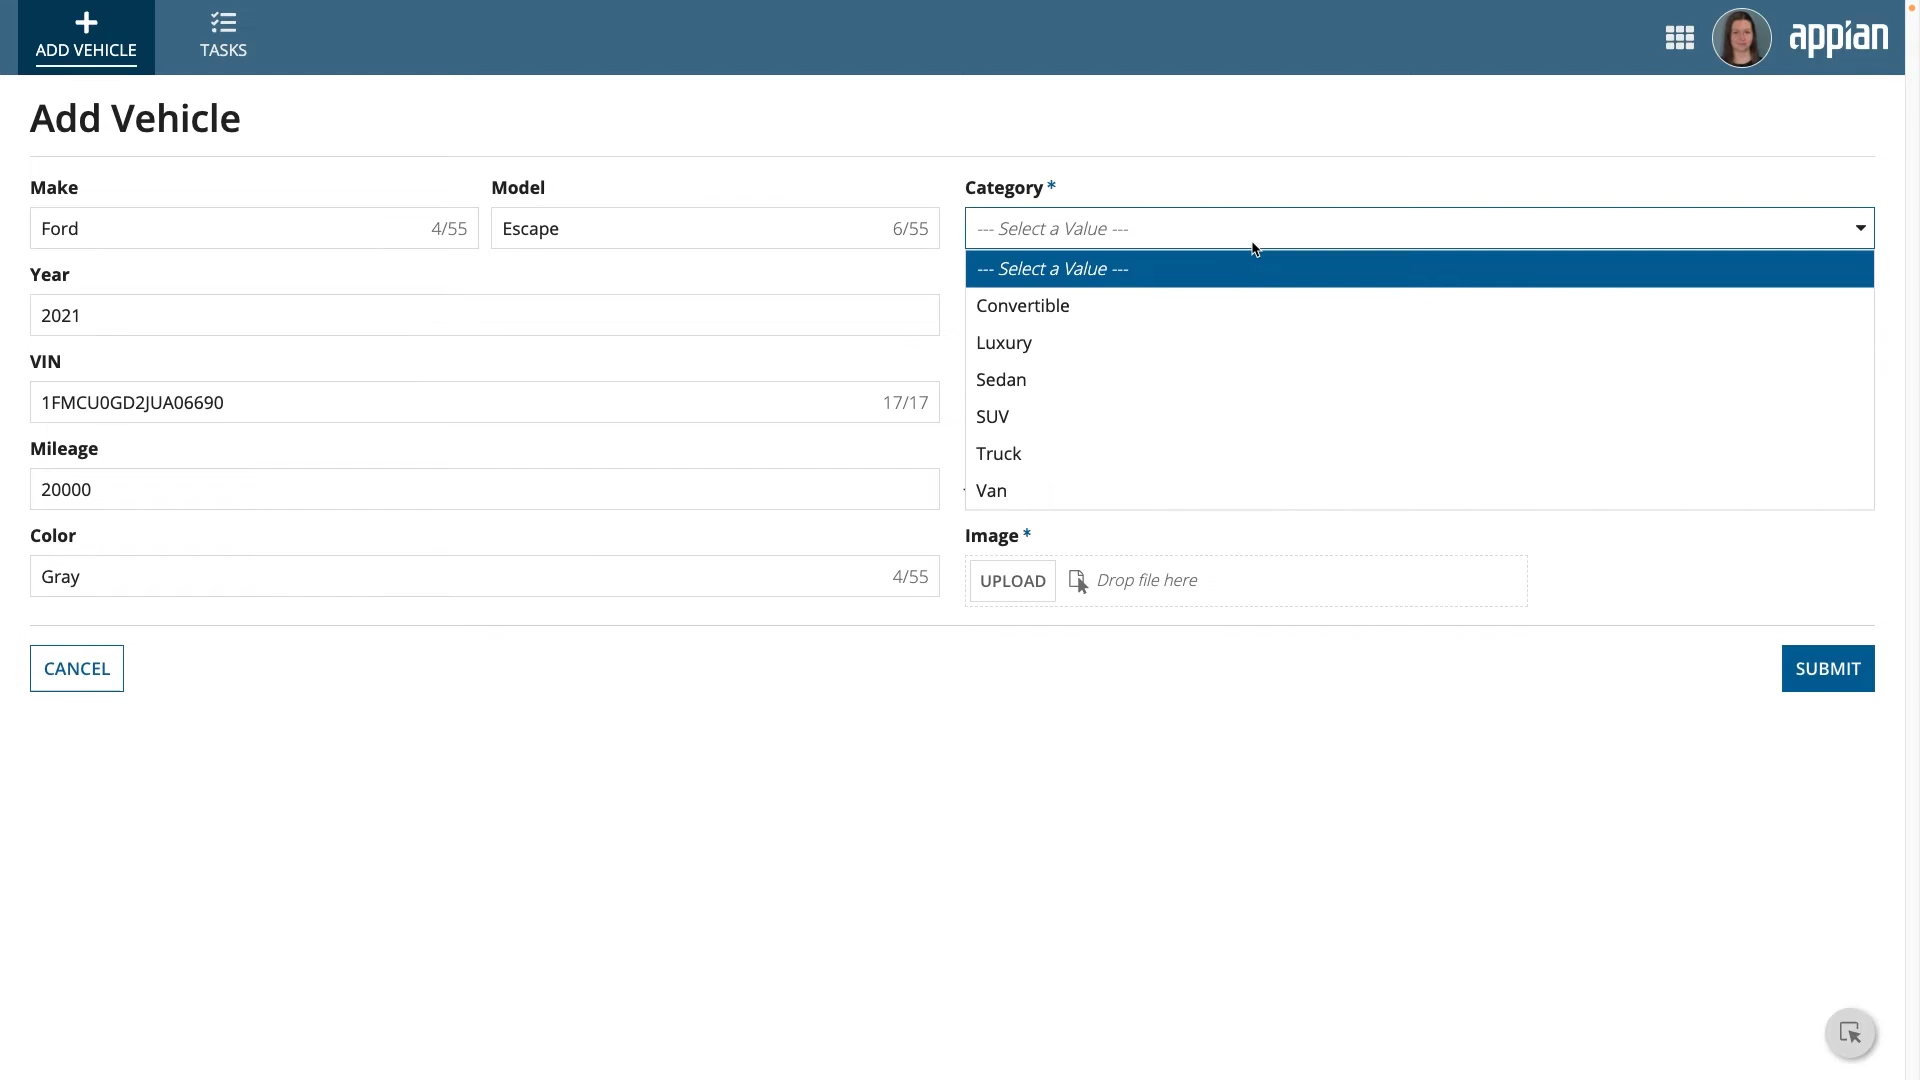 ADD VEHICLE
TASKS
appian
Add Vehicle
Make
Ford 4/55
Model
Escape 6/55
Year
2021
VIN
1FMCU0GD2JUA06690 17/17
Mileage
20000
Color
Gray 4/55
Category *
--- Select a Value ---
--- Select a Value ---
Convertible
Luxury
Sedan
SUV
Truck
Van
Image *
UPLOAD Drop file here
CANCEL
SUBMIT